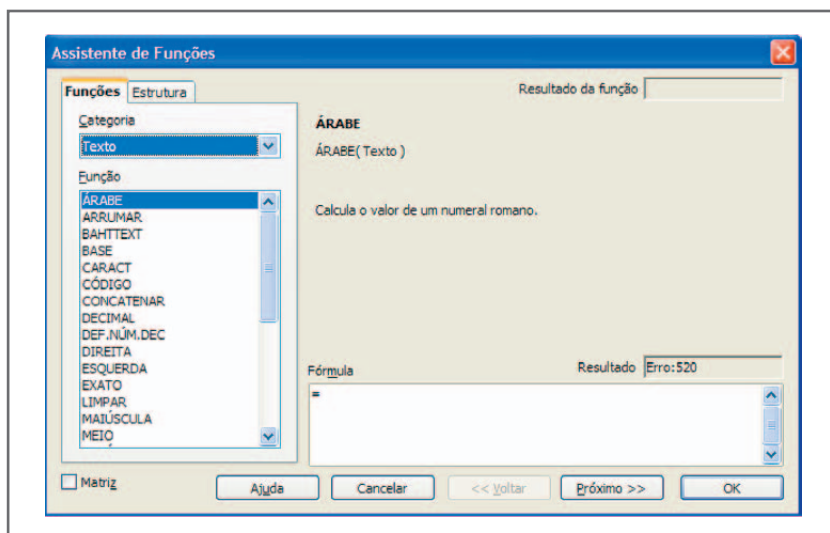 Assistente de Funções
Funções Estrutura
Resultado da função
Categoria
Texto
Função
ÁRABE
ARRUMAR
BAHTTEXT
BASE
CARACT
CÓDIGO
CONCATENAR
DECIMAL
DEF.NÚM.DEC
DIREITA
ESQUERDA
EXATO
LIMPAR
MAIÚSCULA
MEIO
ÁRABE
ÁRABE( Texto )
Calcula o valor de um numeral romano.
Fórmula
Resultado Erro:520
=
Matriz
Ajuda Cancelar << Voltar Próximo >> OK